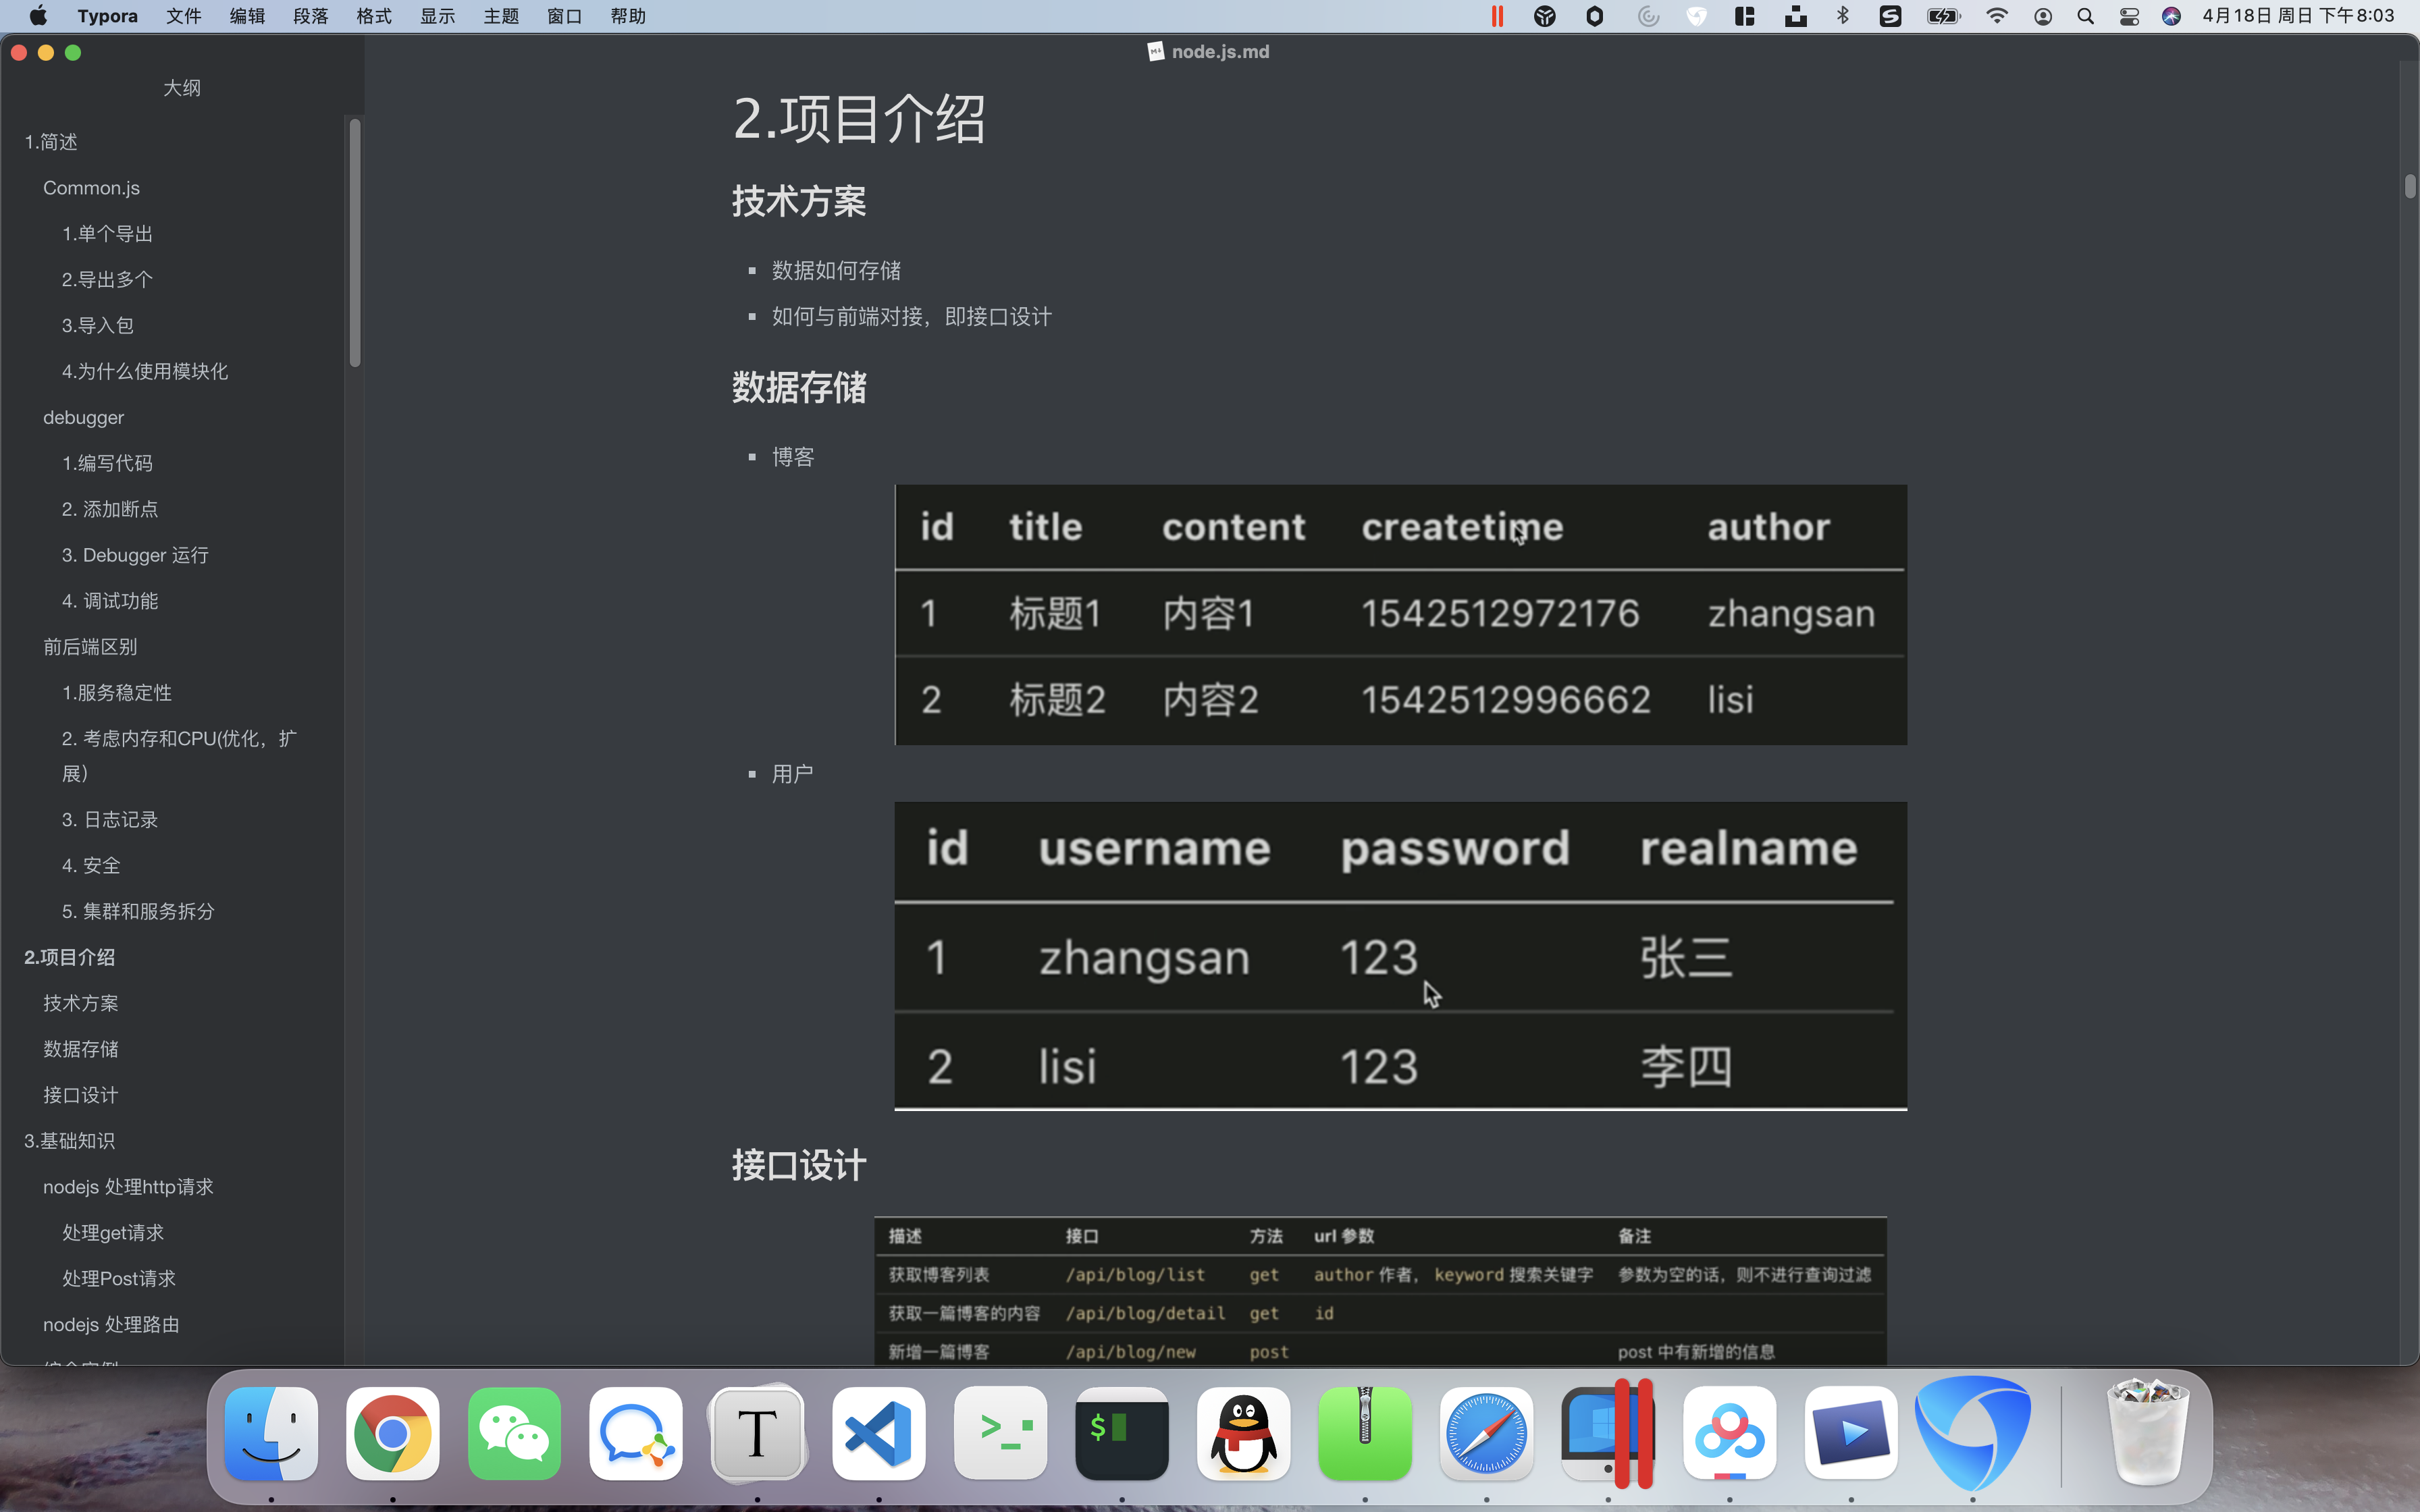 Typora 文件 编辑 段落 格式 显示 主题 窗口 帮助 4月18日 周日 下午8:03
node.js.md
大纲
1.简述
Common.js
1.单个导出
2.导出多个
3.导入包
4.为什么使用模块化
debugger
1.编写代码
2. 添加断点
3. Debugger 运行
4. 调试功能
前后端区别
1.服务稳定性
2. 考虑内存和CPU(优化，扩
展)
3. 日志记录
4. 安全
5. 集群和服务拆分
2.项目介绍
技术方案
数据存储
接口设计
3.基础知识
nodejs 处理http请求
处理get请求
处理Post请求
nodejs 处理路由
2.项目介绍
技术方案
数据如何存储
如何与前端对接，即接口设计
数据存储
博客
id title content createtime author
1 标题1 内容1 1542512972176 zhangsan
2 标题2 内容2 1542512996662 lisi
用户
id username password realname
1 zhangsan 123 张三
2 lisi 123 李四
接口设计
描述 接口 方法 url 参数 备注
获取博客列表 /api/blog/list get author 作者， keyword 搜索关键字 参数为空的话，则不进行查询过滤
获取一篇博客的内容 /api/blog/detail get id
新增一篇博客 /api/blog/new post post 中有新增的信息